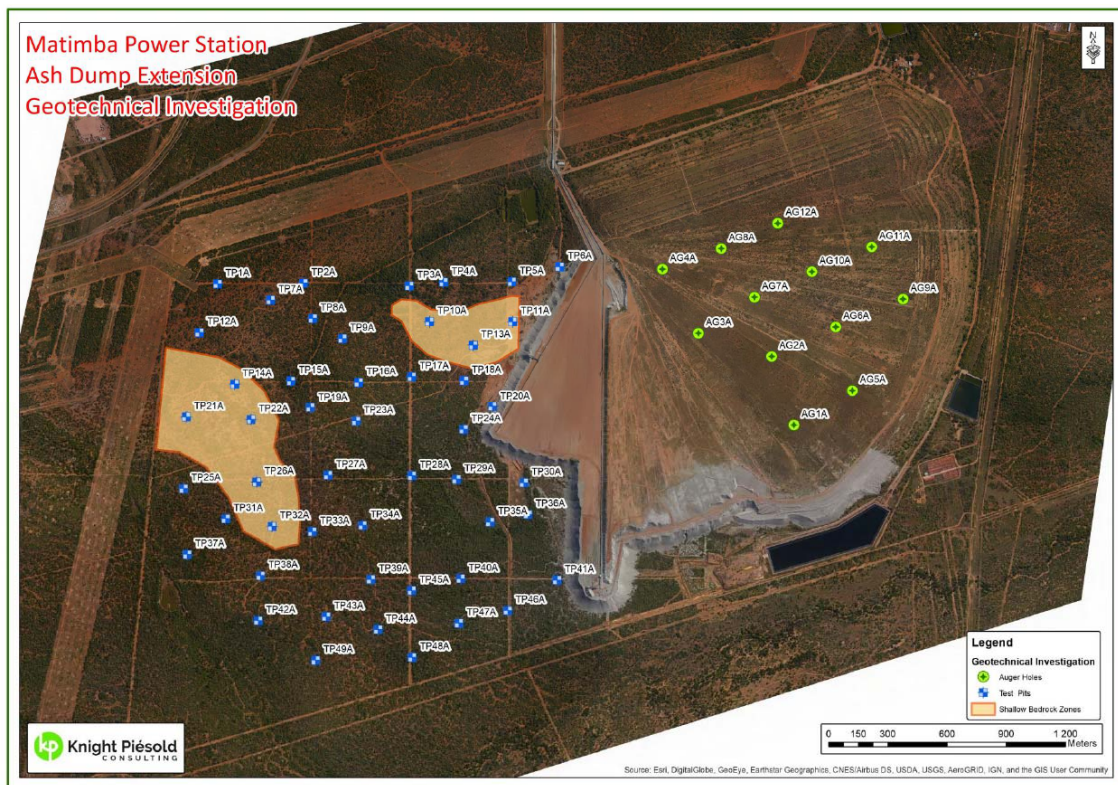 Matimba Power Station
Ash Dump Extension
Geotechnical Investigation
N
AG12A
AG8A
AG11A
TP6A
AG4A
AG10A
TP1A
TP2A
TP3A
TP4A
TP5A
TP7A
AG7A
AG9A
TP8A
TP10A
TP11A
TP12A
TP9A
AG3A
AG6A
TP13A
AG2A
TP14A
TP15A
TP16A
TP17A
TP18A
AG5A
TP21A
TP22A
TP19A
TP23A
TP20A
TP24A
AG1A
TP25A
TP26A
TP27A
TP28A
TP29A
TP30A
TP31A
TP32A
TP33A
TP34A
TP35A
TP36A
TP37A
TP38A
TP39A
TP45A
TP40A
TP41A
TP42A
TP43A
TP44A
TP47A
TP46A
TP49A
TP48A
Legend
Geotechnical Investigation
Auger Holes
Test Pits
Shallow Bedrock Zones
0 150 300 600 900 1 200
Meters
kp Knight Piésold
CONSULTING
Source: Esri, DigitalGlobe, GeoEye, Earthstar Geographics, CNES/Airbus DS, USDA, USGS, AeroGRID, IGN, and the GIS User Community